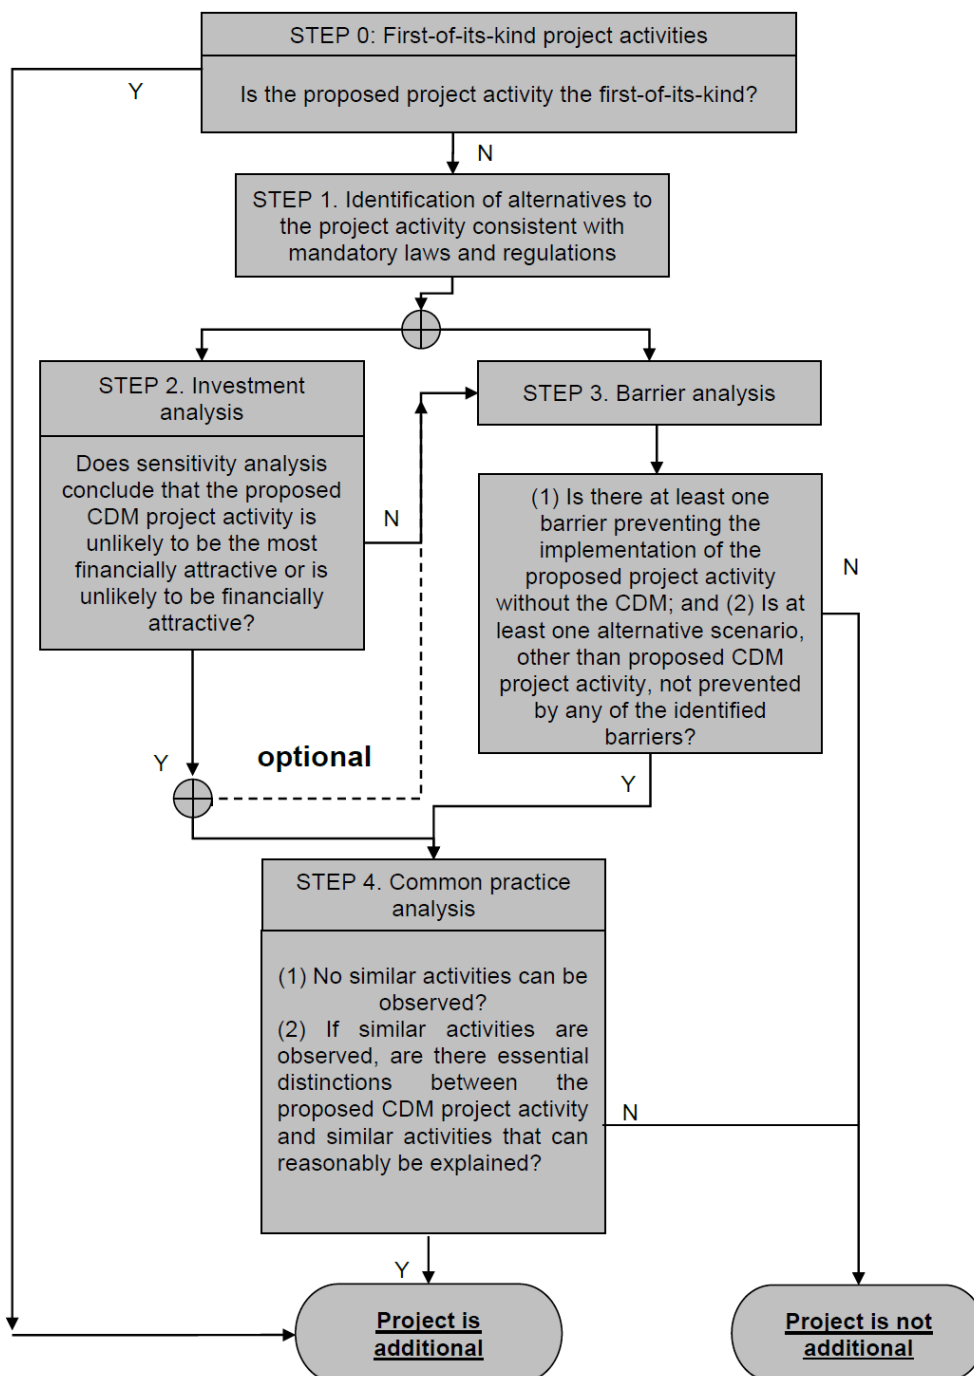 STEP 0: First-of-its-kind project activities
Is the proposed project activity the first-of-its-kind?
Y
N
STEP 1. Identification of alternatives to
the project activity consistent with
mandatory laws and regulations
STEP 2. Investment
analysis
Does sensitivity analysis
conclude that the proposed
CDM project activity is
unlikely to be the most
financially attractive or is
unlikely to be financially
attractive?
N
Y
optional
STEP 3. Barrier analysis
(1) Is there at least one
barrier preventing the
implementation of the
proposed project activity
without the CDM; and (2) Is at
least one alternative scenario,
other than proposed CDM
project activity, not prevented
by any of the identified
barriers?
N
Y
STEP 4. Common practice
analysis
(1) No similar activities can be
observed?
(2) If similar activities are
observed, are there essential
distinctions between the
proposed CDM project activity
and similar activities that can
reasonably be explained?
N
Y
Project is
additional
Project is not
additional